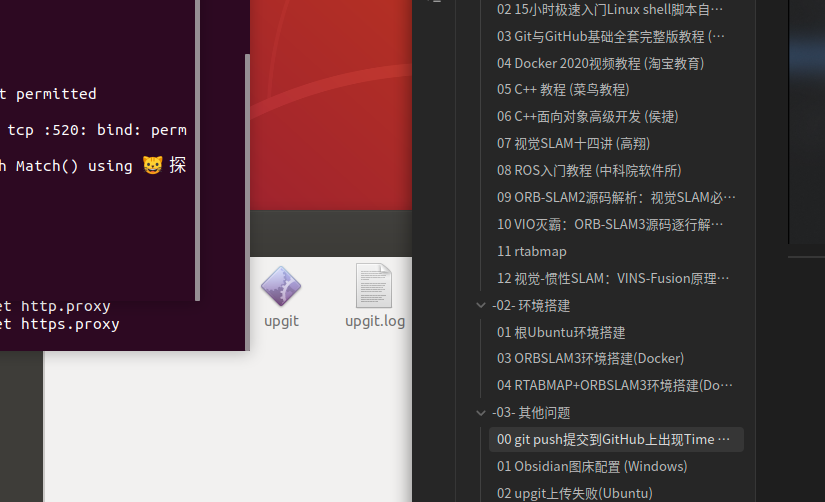 t permitted
tcp :520: bind: perm
h Match() using 😺 探
et http.proxy
et https.proxy
upgit
upgit.log
02 15小时极速入门Linux shell脚本自…
03 Git与GitHub基础全套完整版教程 (…
04 Docker 2020视频教程 (淘宝教育)
05 C++ 教程 (菜鸟教程)
06 C++面向对象高级开发 (侯捷)
07 视觉SLAM十四讲 (高翔)
08 ROS入门教程 (中科院软件所)
09 ORB-SLAM2源码解析：视觉SLAM必…
10 VIO灭霸：ORB-SLAM3源码逐行解…
11 rtabmap
12 视觉-惯性SLAM：VINS-Fusion原理…
-02- 环境搭建
01 根Ubuntu环境搭建
03 ORBSLAM3环境搭建(Docker)
04 RTABMAP+ORBSLAM3环境搭建(Do…
-03- 其他问题
00 git push提交到GitHub上出现Time …
01 Obsidian图床配置 (Windows)
02 upgit上传失败(Ubuntu)